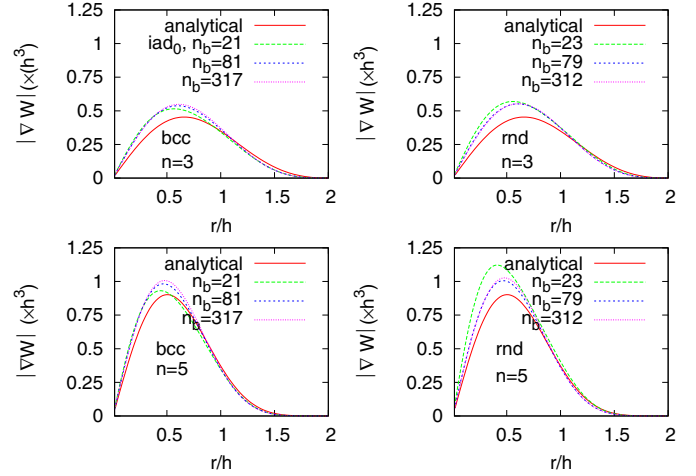 |∇ W| (×(h³)
1.25
1
0.75
0.5
0.25
0
analytical
iad₀, n_b=21
n_b=81
n_b=317
bcc
n=3
0.5 1 1.5 2
r/h
|∇ W| (×h³)
1.25
1
0.75
0.5
0.25
0
analytical
n_b=23
n_b=79
n_b=312
rnd
n=3
0.5 1 1.5 2
r/h
|∇W| (×h³)
1.25
1
0.75
0.5
0.25
0
analytical
n_b=21
n_b=81
n_b=317
bcc
n=5
0.5 1 1.5 2
r/h
|∇ W| (×h³)
1.25
1
0.75
0.5
0.25
0
analytical
n_b=23
n_b=79
n_b=312
rnd
n=5
0.5 1 1.5 2
r/h